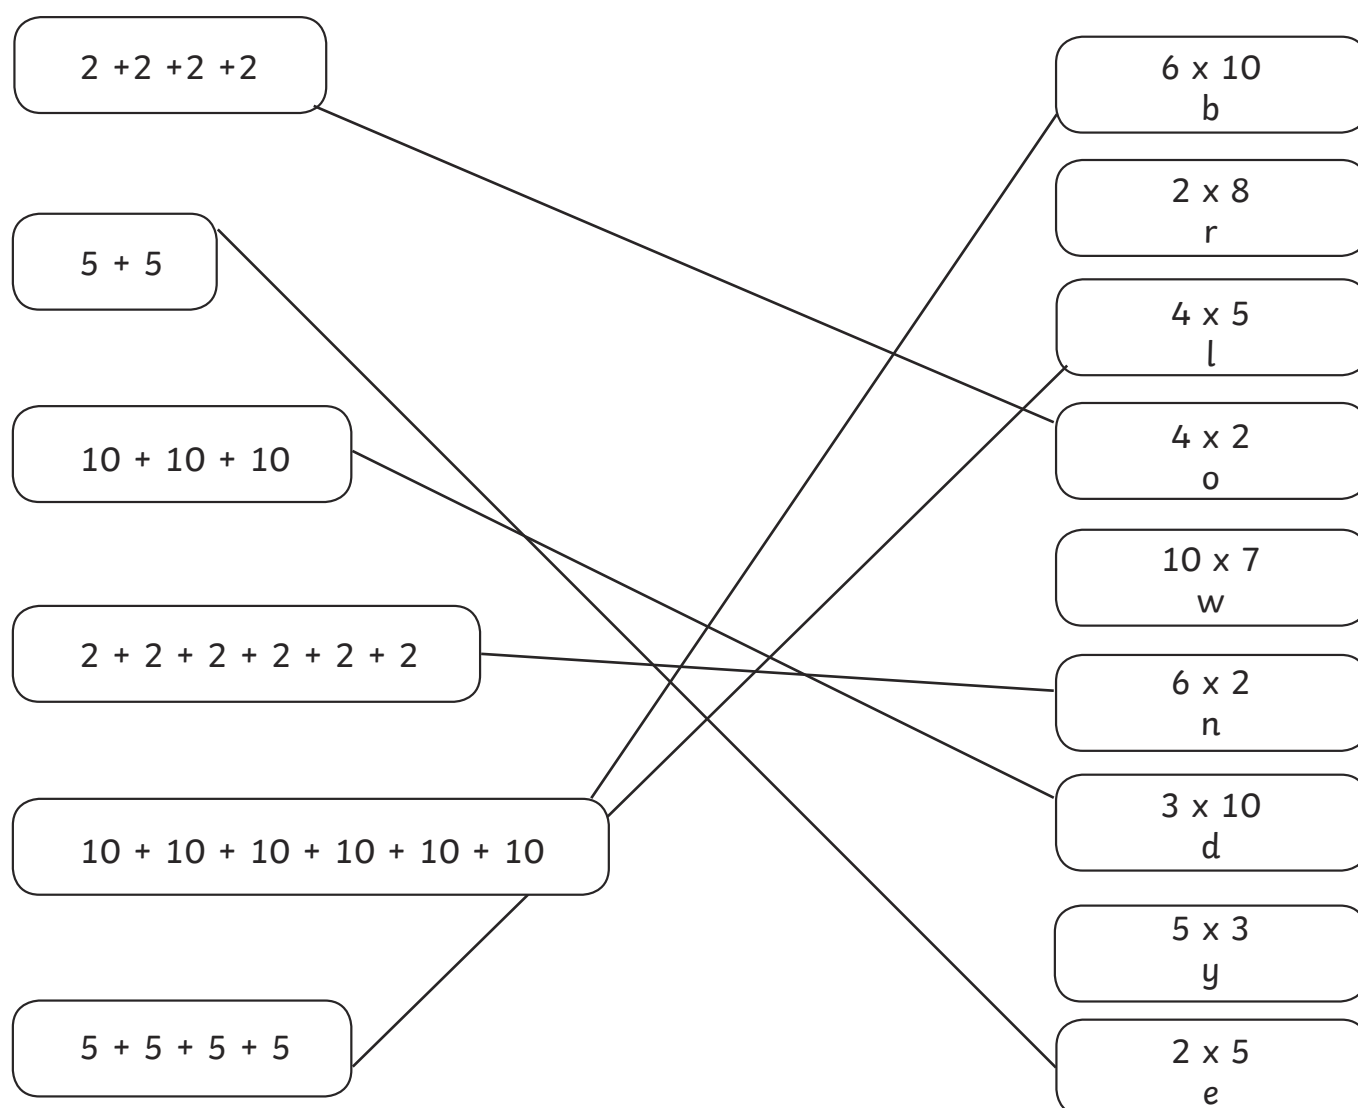 2 +2 +2 +2
5 + 5
10 + 10 + 10
2 + 2 + 2 + 2 + 2 + 2
10 + 10 + 10 + 10 + 10 + 10
5 + 5 + 5 + 5
6 x 10
b
2 x 8
r
4 x 5
l
4 x 2
o
10 x 7
w
6 x 2
n
3 x 10
d
5 x 3
y
2 x 5
e